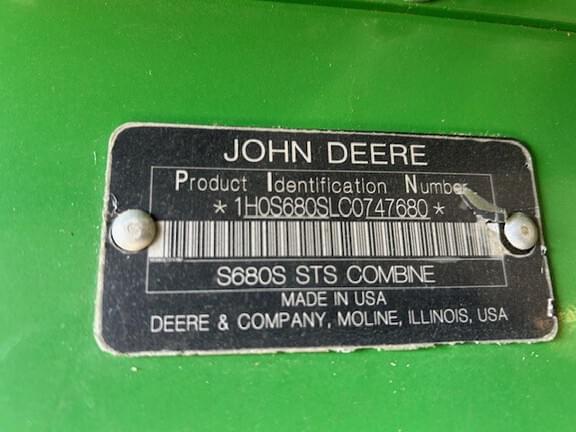 JOHN DEERE
Product Identification Number
*1H0S680SLC0747680*
S680S STS COMBINE
MADE IN USA
DEERE & COMPANY, MOLINE, ILLINOIS, USA